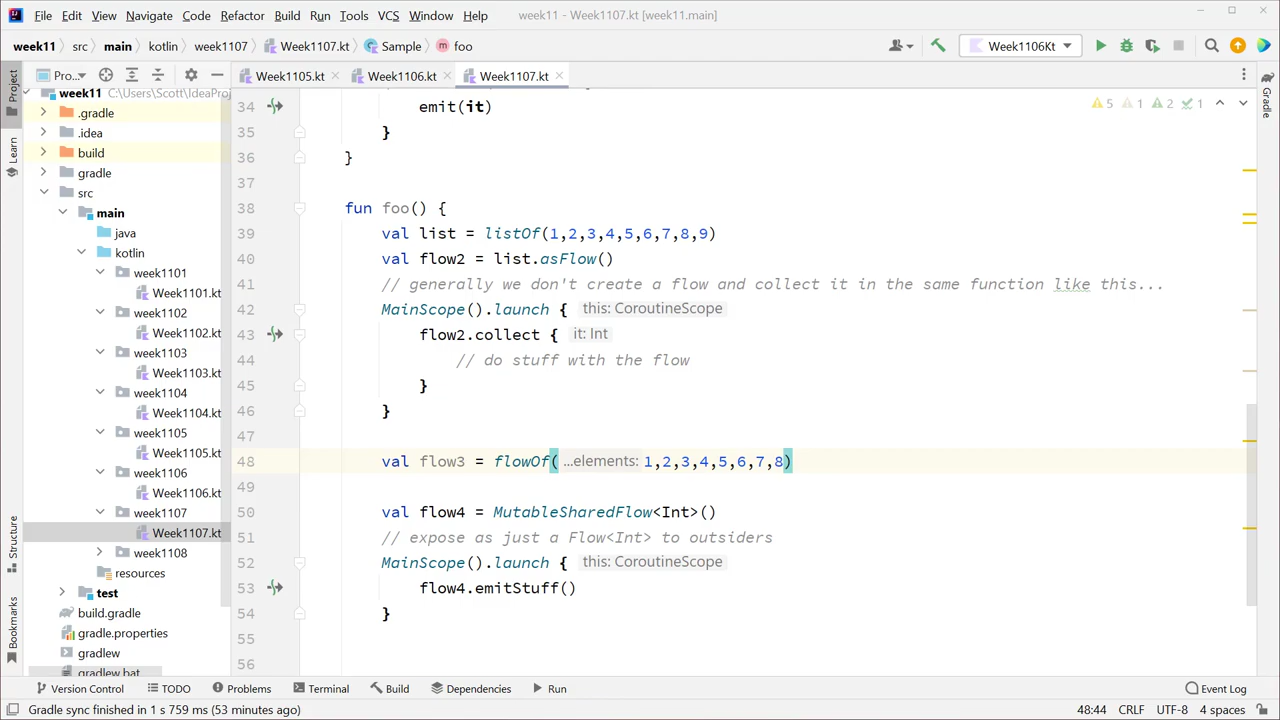 File Edit View Navigate Code Refactor Build Run Tools VCS Window Help week11 - Week1107.kt [week11.main]
week11 src main kotlin week1107 Week1107.kt Sample foo Week1106Kt
Pro... Week1105.kt Week1106.kt Week1107.kt
Project
Learn
Structure
Bookmarks
week11 C:\Users\Scott\IdeaProj
.gradle
.idea
build
gradle
src
main
java
kotlin
week1101
Week1101.kt
week1102
Week1102.kt
week1103
Week1103.kt
week1104
Week1104.kt
week1105
Week1105.kt
week1106
Week1106.kt
week1107
Week1107.kt
week1108
resources
test
build.gradle
gradle.properties
gradlew
gradlew.bat
5 1 2 1
34 emit(it)
35 }
36 }
37
38 fun foo() {
39 val list = listOf(1,2,3,4,5,6,7,8,9)
40 val flow2 = list.asFlow()
41 // generally we don't create a flow and collect it in the same function like this...
42 MainScope().launch { this: CoroutineScope
43 flow2.collect { it: Int
44 // do stuff with the flow
45 }
46 }
47
48 val flow3 = flowOf( ...elements: 1,2,3,4,5,6,7,8)
49
50 val flow4 = MutableSharedFlow<Int>()
51 // expose as just a Flow<Int> to outsiders
52 MainScope().launch { this: CoroutineScope
53 flow4.emitStuff()
54 }
55
56
Gradle
Version Control TODO Problems Terminal Build Dependencies Run Event Log
Gradle sync finished in 1 s 759 ms (53 minutes ago) 48:44 CRLF UTF-8 4 spaces